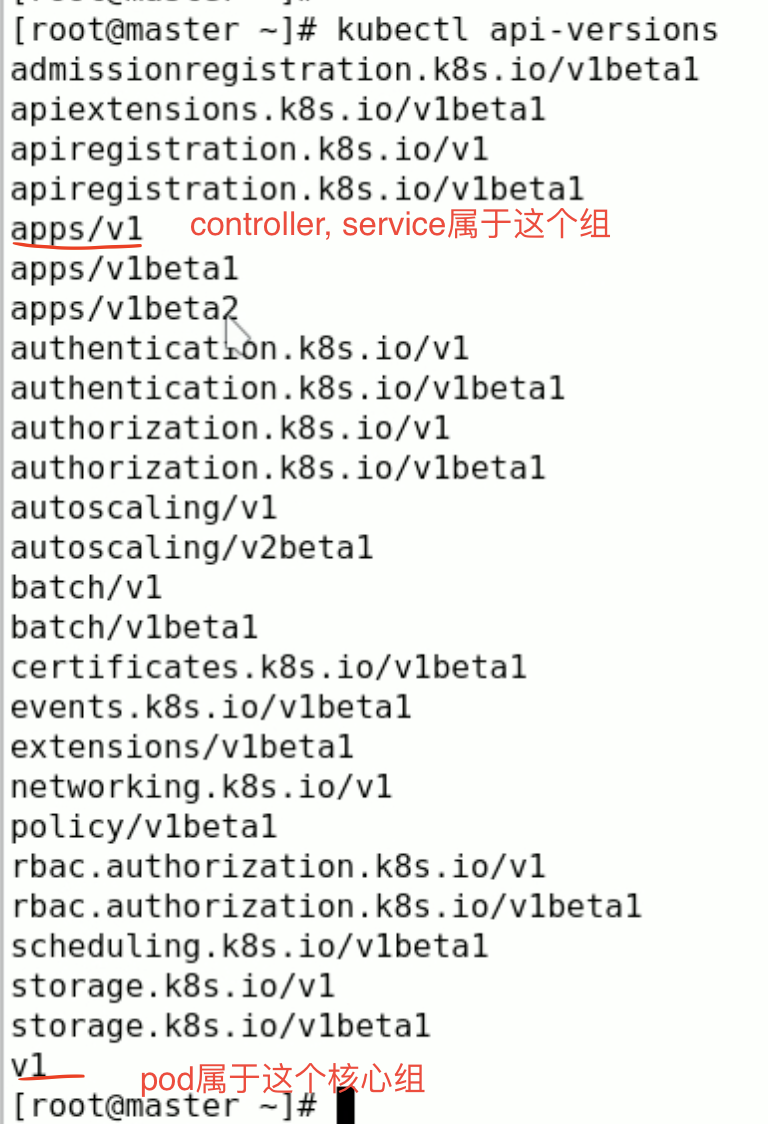 [root@master ~]#
[root@master ~]# kubectl api-versions
admissionregistration.k8s.io/v1beta1
apiextensions.k8s.io/v1beta1
apiregistration.k8s.io/v1
apiregistration.k8s.io/v1beta1
apps/v1 controller, service属于这个组
apps/v1beta1
apps/v1beta2
authentication.k8s.io/v1
authentication.k8s.io/v1beta1
authorization.k8s.io/v1
authorization.k8s.io/v1beta1
autoscaling/v1
autoscaling/v2beta1
batch/v1
batch/v1beta1
certificates.k8s.io/v1beta1
events.k8s.io/v1beta1
extensions/v1beta1
networking.k8s.io/v1
policy/v1beta1
rbac.authorization.k8s.io/v1
rbac.authorization.k8s.io/v1beta1
scheduling.k8s.io/v1beta1
storage.k8s.io/v1
storage.k8s.io/v1beta1
v1 pod属于这个核心组
[root@master ~]#